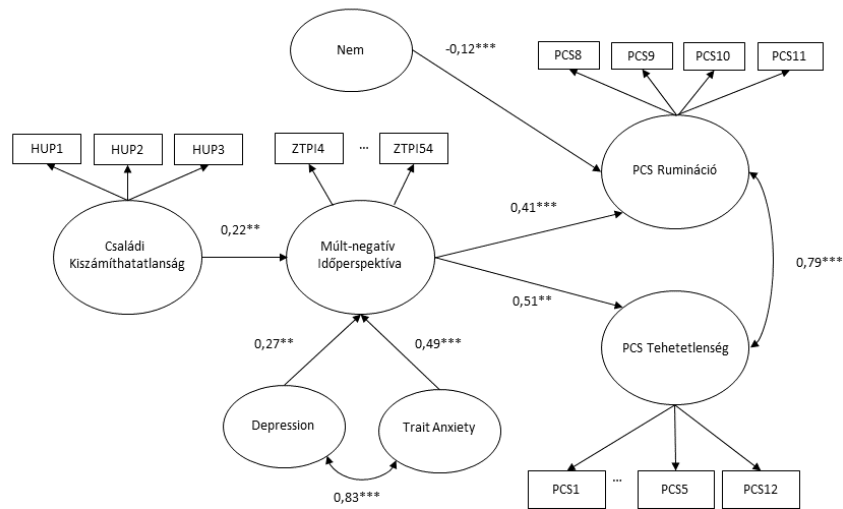 Nem
-0,12***
PCS8
PCS9
PCS10
PCS11
HUP1
HUP2
HUP3
ZTPI4
...
ZTPI54
PCS Rumináció
0,41***
0,22**
Családi
Kiszámíthatatlanság
Múlt-negatív
Időperspektíva
0,79***
0,51**
PCS Tehetetlenség
0,27**
0,49***
Depression
Trait Anxiety
0,83***
PCS1
...
PCS5
PCS12